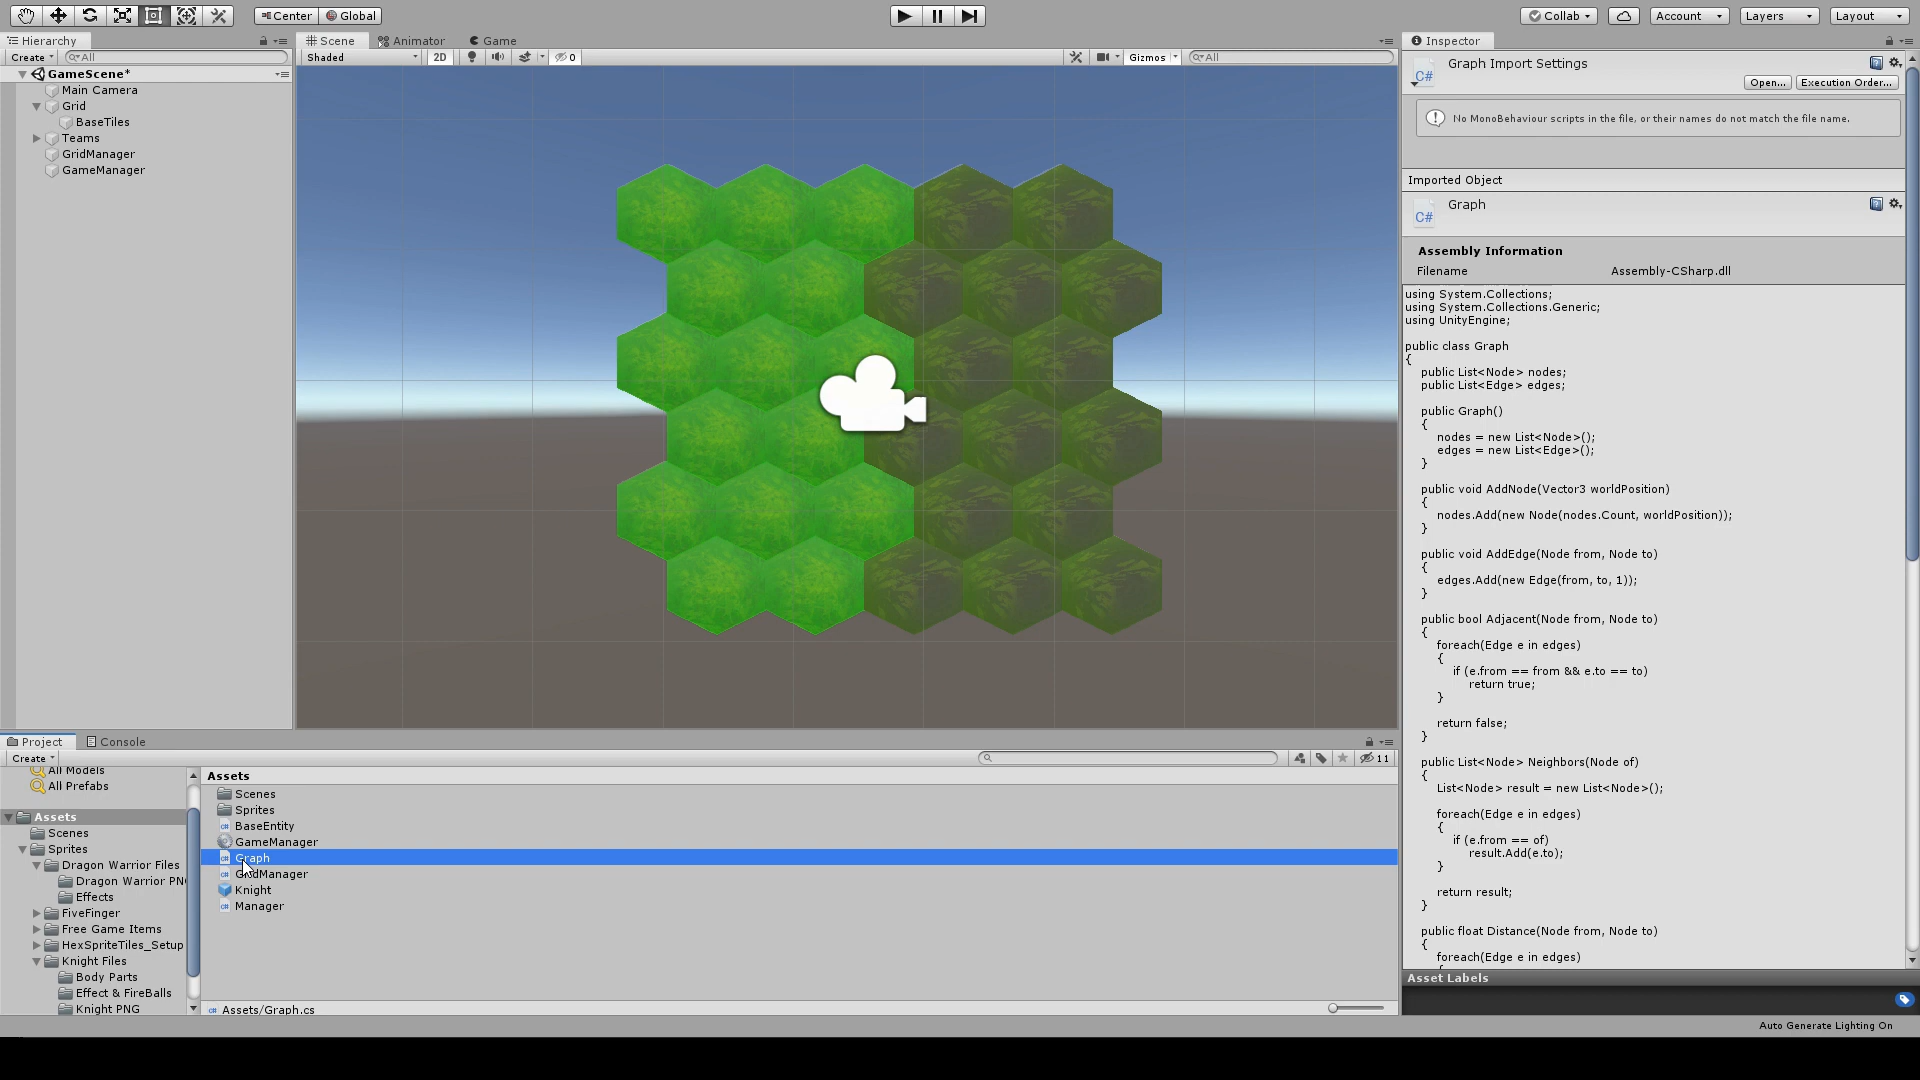 Center Global Collab Account Layers Layout
Hierarchy Scene Animator Game Inspector
Create All Shaded 2D 0 Gizmos All
GameScene*
Main Camera
Grid
BaseTiles
Teams
GridManager
GameManager
Graph Import Settings
Open... Execution Order...
No MonoBehaviour scripts in the file, or their names do not match the file name.
Imported Object
C# Graph
Assembly Information
Filename Assembly-CSharp.dll
using System.Collections;
using System.Collections.Generic;
using UnityEngine;
public class Graph
{
public List<Node> nodes;
public List<Edge> edges;
public Graph()
{
nodes = new List<Node>();
edges = new List<Edge>();
}
public void AddNode(Vector3 worldPosition)
{
nodes.Add(new Node(nodes.Count, worldPosition));
}
public void AddEdge(Node from, Node to)
{
edges.Add(new Edge(from, to, 1));
}
public bool Adjacent(Node from, Node to)
{
foreach(Edge e in edges)
{
if (e.from == from && e.to == to)
return true;
}
return false;
}
public List<Node> Neighbors(Node of)
{
List<Node> result = new List<Node>();
foreach(Edge e in edges)
{
if (e.from == of)
result.Add(e.to);
}
return result;
}
public float Distance(Node from, Node to)
{
foreach(Edge e in edges)
Asset Labels
Project Console
Create 11
All Models
All Prefabs
Assets
Scenes
Sprites
Dragon Warrior Files
Dragon Warrior PN
Effects
FiveFinger
Free Game Items
HexSpriteTiles_Setup
Knight Files
Body Parts
Effect & FireBalls
Knight PNG
Assets
Scenes
Sprites
BaseEntity
GameManager
Graph
GridManager
Knight
Manager
Assets/Graph.cs
Auto Generate Lighting On